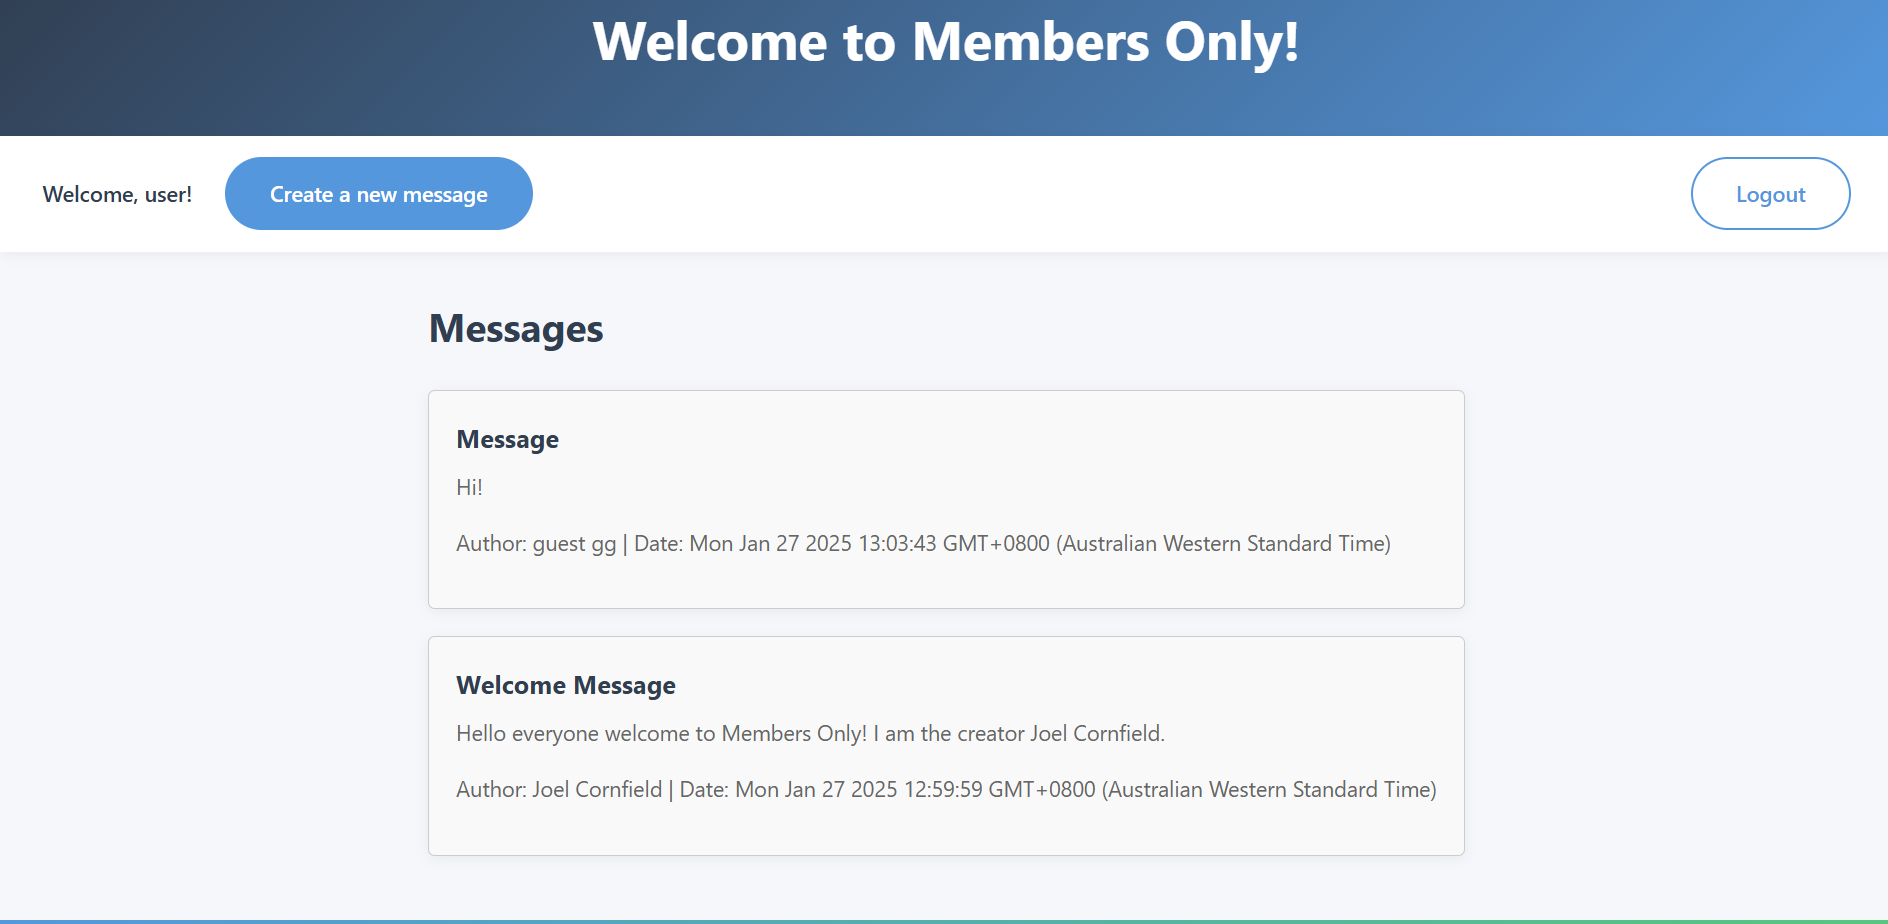 Welcome to Members Only!
Welcome, user!
Create a new message
Logout
Messages
Message
Hi!
Author: guest gg | Date: Mon Jan 27 2025 13:03:43 GMT+0800 (Australian Western Standard Time)
Welcome Message
Hello everyone welcome to Members Only! I am the creator Joel Cornfield.
Author: Joel Cornfield | Date: Mon Jan 27 2025 12:59:59 GMT+0800 (Australian Western Standard Time)